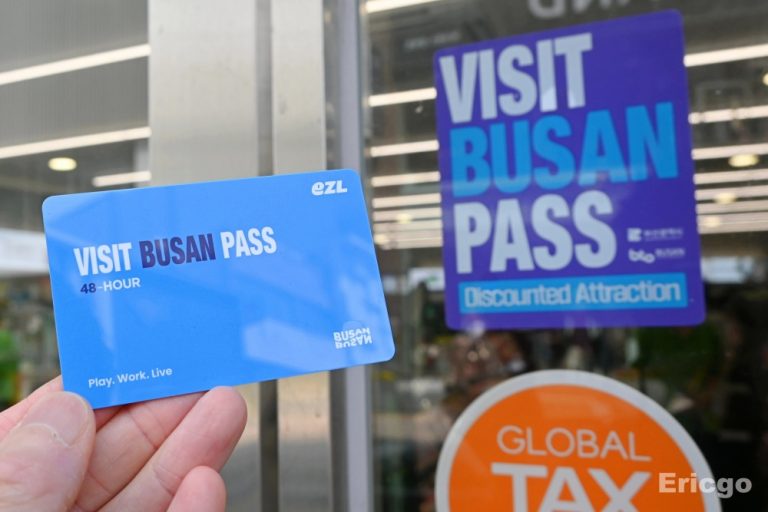 ezl
VISIT BUSAN PASS
48-HOUR
BUSAN
BUSAN
Play. Work. Live
VISIT
BUSAN
PASS
Discounted Attraction
GLOBAL
TAX
Ericgo